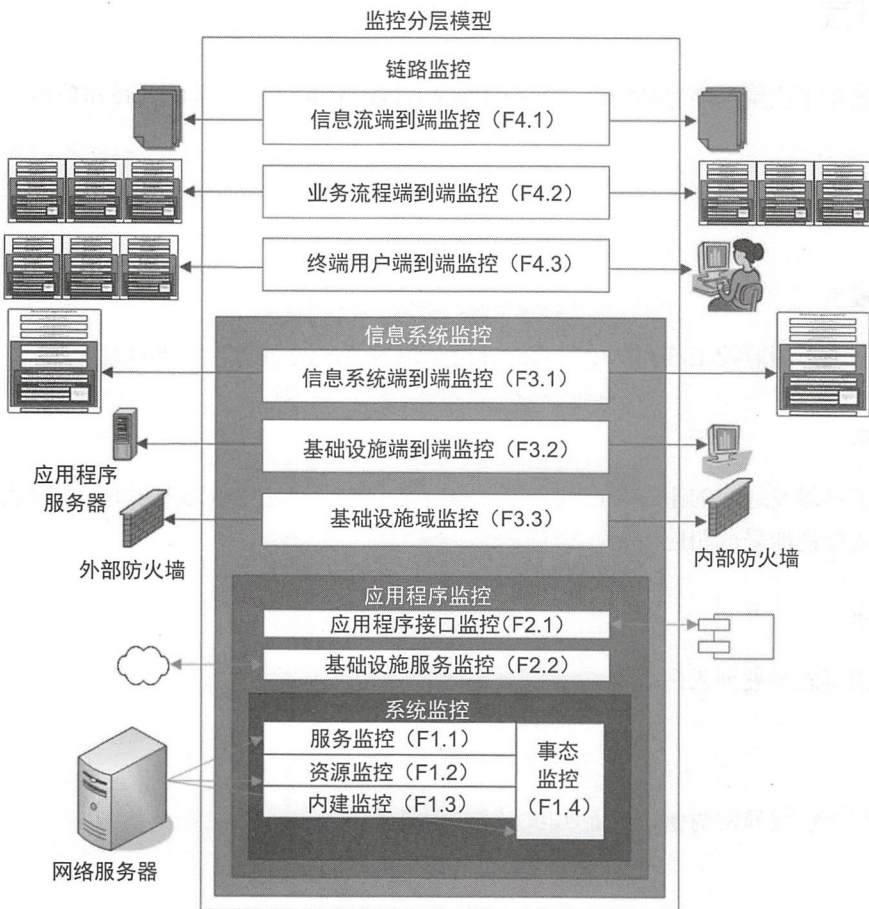 监控分层模型
链路监控
信息流端到端监控（F4.1）
业务流程端到端监控（F4.2）
终端用户端到端监控（F4.3）
信息系统监控
信息系统端到端监控（F3.1）
基础设施端到端监控（F3.2）
应用程序
服务器
基础设施域监控（F3.3）
外部防火墙
内部防火墙
应用程序监控
应用程序接口监控(F2.1)
基础设施服务监控（F2.2）
系统监控
服务监控（F1.1）
资源监控（F1.2）
内建监控（F1.3）
事态
监控
(F1.4)
网络服务器